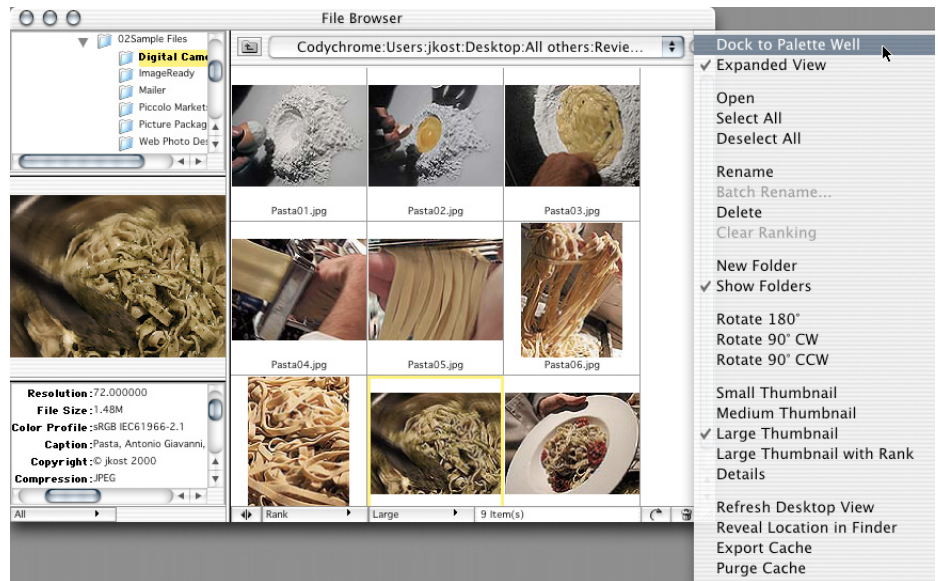 File Browser
02Sample Files
Digital Came
ImageReady
Mailer
Piccolo Market
Picture Packag
Web Photo De
Codychrome:Users:jkost:Desktop:All others:Revie...
Pasta01.jpg
Pasta02.jpg
Pasta03.jpg
Pasta04.jpg
Pasta05.jpg
Pasta06.jpg
Resolution:72.000000
File Size:1.48M
Color Profile:sRGB IEC61966-2.1
Caption:Pasta, Antonio Giavanni,
Copyright:© jkost 2000
Compression:JPEG
All
Rank
Large
9 Item(s)
Dock to Palette Well
✓ Expanded View
Open
Select All
Deselect All
Rename
Batch Rename...
Delete
Clear Ranking
New Folder
✓ Show Folders
Rotate 180°
Rotate 90° CW
Rotate 90° CCW
Small Thumbnail
Medium Thumbnail
✓ Large Thumbnail
Large Thumbnail with Rank
Details
Refresh Desktop View
Reveal Location in Finder
Export Cache
Purge Cache